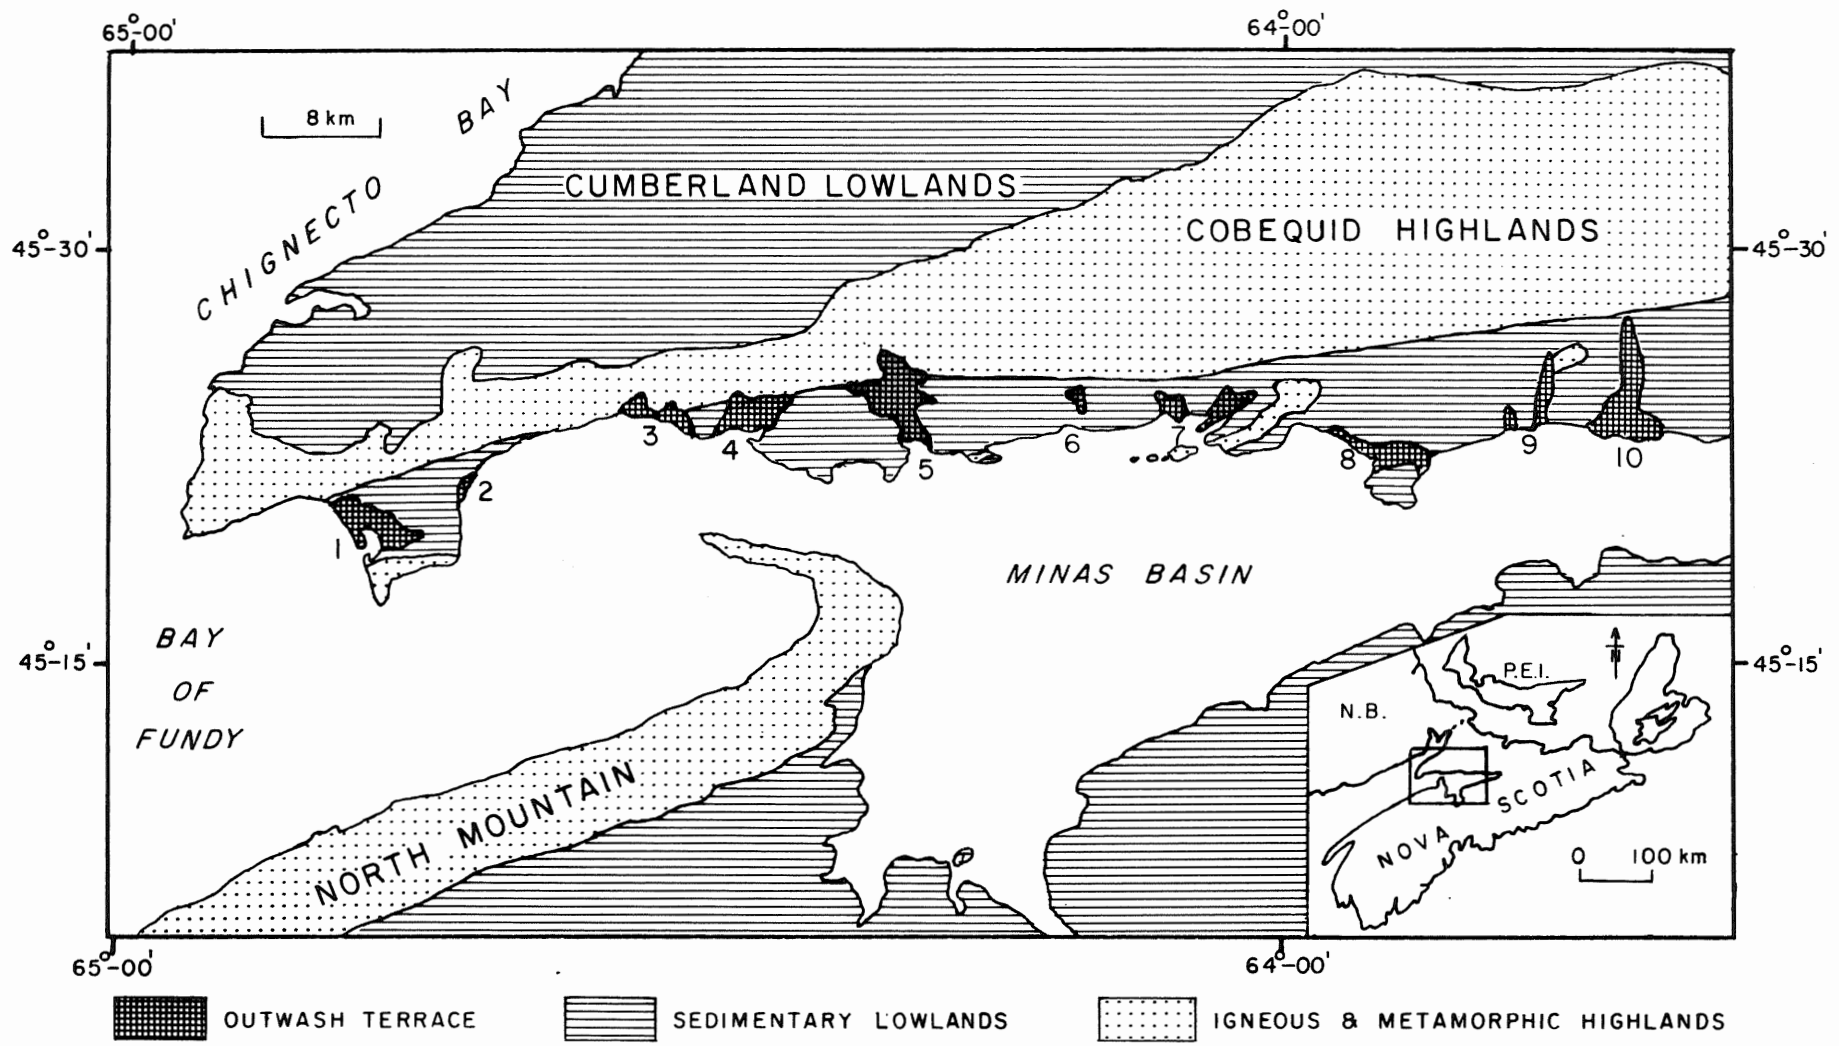 65°-00'
64°-00'
8 km
CHIGNECTO BAY
CUMBERLAND LOWLANDS
COBEQUID HIGHLANDS
45°-30'
45°-30'
1
2
3
4
5
6
7
8
9
10
MINAS BASIN
BAY
OF
FUNDY
45°-15'
45°-15'
NORTH MOUNTAIN
N
P.E.I.
N.B.
NOVA SCOTIA
0 100 km
65°-00'
64°-00'
OUTWASH TERRACE
SEDIMENTARY LOWLANDS
IGNEOUS & METAMORPHIC HIGHLANDS